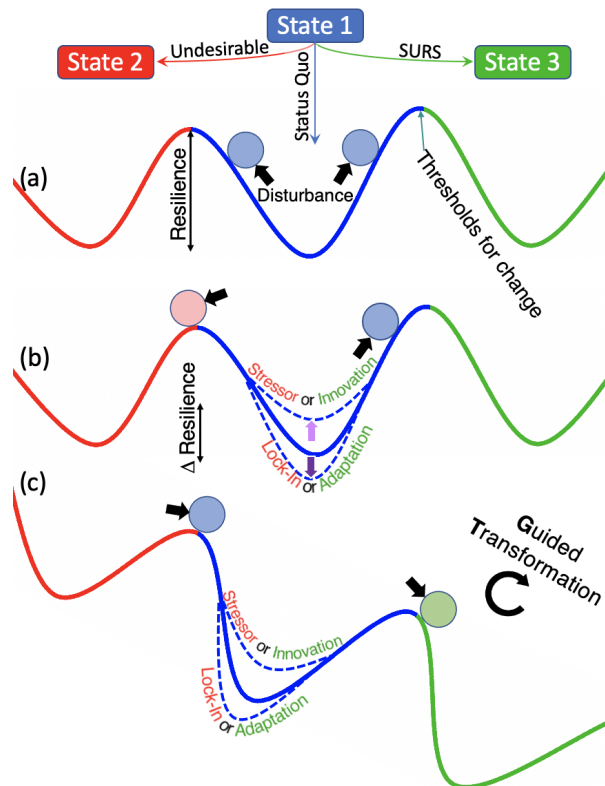 State 1
Undesirable
SURS
State 2
State 3
Status Quo
(a)
Resilience
Disturbance
Thresholds for change
(b)
Stressor or Innovation
Δ Resilience
Lock-In or Adaptation
(c)
Guided
Transformation
Stressor or Innovation
Lock-In or Adaptation